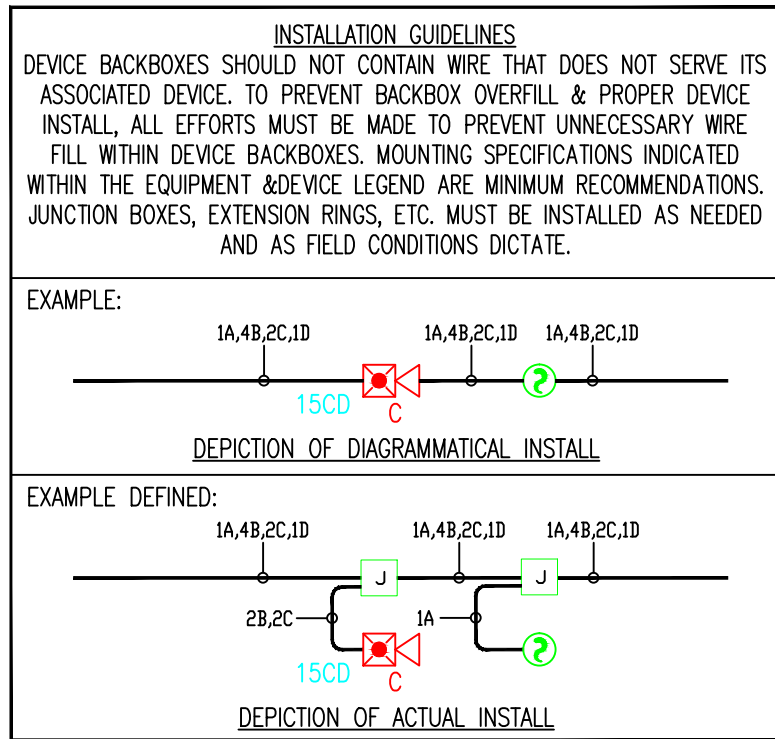 INSTALLATION GUIDELINES
DEVICE BACKBOXES SHOULD NOT CONTAIN WIRE THAT DOES NOT SERVE ITS
ASSOCIATED DEVICE. TO PREVENT BACKBOX OVERFILL & PROPER DEVICE
INSTALL, ALL EFFORTS MUST BE MADE TO PREVENT UNNECESSARY WIRE
FILL WITHIN DEVICE BACKBOXES. MOUNTING SPECIFICATIONS INDICATED
WITHIN THE EQUIPMENT &DEVICE LEGEND ARE MINIMUM RECOMMENDATIONS.
JUNCTION BOXES, EXTENSION RINGS, ETC. MUST BE INSTALLED AS NEEDED
AND AS FIELD CONDITIONS DICTATE.
EXAMPLE:
1A,4B,2C,1D 1A,4B,2C,1D 1A,4B,2C,1D
15CD C
DEPICTION OF DIAGRAMMATICAL INSTALL
EXAMPLE DEFINED:
1A,4B,2C,1D 1A,4B,2C,1D 1A,4B,2C,1D
J J
2B,2C 1A
15CD C
DEPICTION OF ACTUAL INSTALL